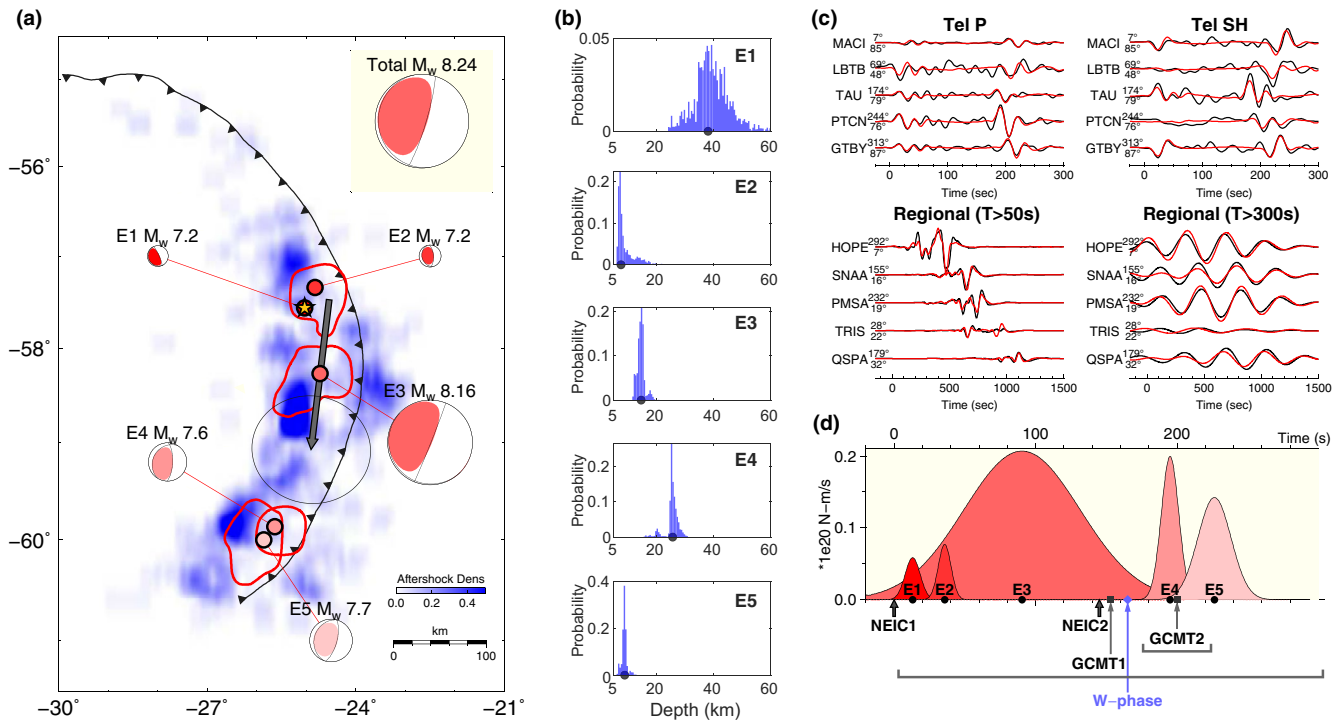 (a)
Total Mw 8.24
E1 Mw 7.2
E2 Mw 7.2
E3 Mw 8.16
E4 Mw 7.6
E5 Mw 7.7
Aftershock Dens
0.0 0.2 0.4
km
0 100
−56˚
−58˚
−60˚
−30˚ −27˚ −24˚ −21˚
(b)
E1
Probability
0.05
0
5 20 40 60
E2
Probability
0.2
0.1
0
5 20 40 60
E3
Probability
0.2
0.1
0
5 20 40 60
E4
Probability
0.2
0.1
0
5 20 40 60
E5
Probability
0.4
0.2
0
5 20 40 60
Depth (km)
(c)
Tel P
MACI 7° 85°
LBTB 69° 48°
TAU 174° 79°
PTCN 244° 76°
GTBY 313° 87°
0 100 200 300
Time (sec)
Tel SH
MACI 7° 85°
LBTB 69° 48°
TAU 174° 79°
PTCN 244° 76°
GTBY 313° 87°
0 100 200 300
Time (sec)
Regional (T>50s)
HOPE 292° 7°
SNAA 155° 16°
PMSA 232° 19°
TRIS 28° 22°
QSPA 179° 32°
0 500 1000 1500
Time (sec)
Regional (T>300s)
HOPE 292° 7°
SNAA 155° 16°
PMSA 232° 19°
TRIS 28° 22°
QSPA 179° 32°
0 500 1000 1500
Time (sec)
(d)
0 100 200 Time (s)
*1e20 N−m/s
0.2
0.1
0.0
E1 E2 E3 E4 E5
NEIC1 NEIC2
GCMT1 GCMT2
W−phase